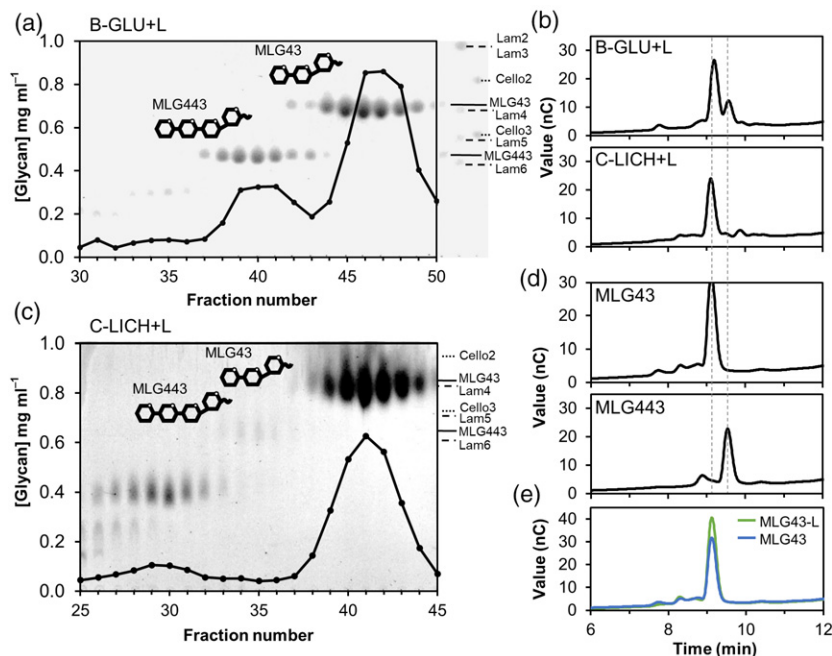 (a)
B-GLU+L
MLG43
MLG443
[Glycan] mg ml⁻¹
1.0
0.8
0.6
0.4
0.2
0
30
35
40
45
50
Fraction number
Lam2
Lam3
Cello2
MLG43
Lam4
Cello3
Lam5
MLG443
Lam6
(b)
B-GLU+L
Value (nC)
30
20
10
0
C-LICH+L
30
20
10
0
(c)
C-LICH+L
MLG43
MLG443
[Glycan] mg ml⁻¹
1.0
0.8
0.6
0.4
0.2
0.0
25
30
35
40
45
Fraction number
Cello2
MLG43
Lam4
Cello3
Lam5
MLG443
Lam6
(d)
MLG43
Value (nC)
30
20
10
0
MLG443
Value (nC)
30
20
10
0
(e)
MLG43-L
MLG43
Value (nC)
40
30
20
10
0
6
8
10
12
Time (min)